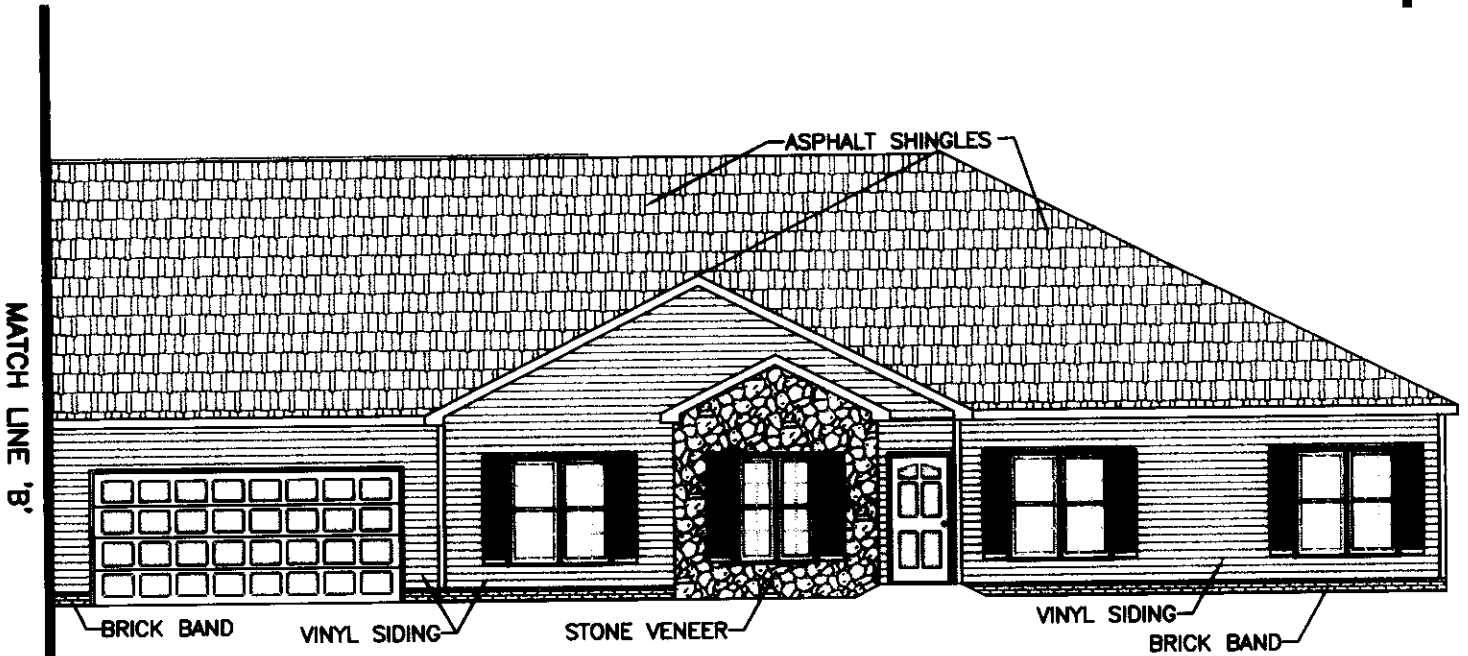 ASPHALT SHINGLES
MATCH LINE 'B'
BRICK BAND
VINYL SIDING
STONE VENEER
VINYL SIDING
BRICK BAND